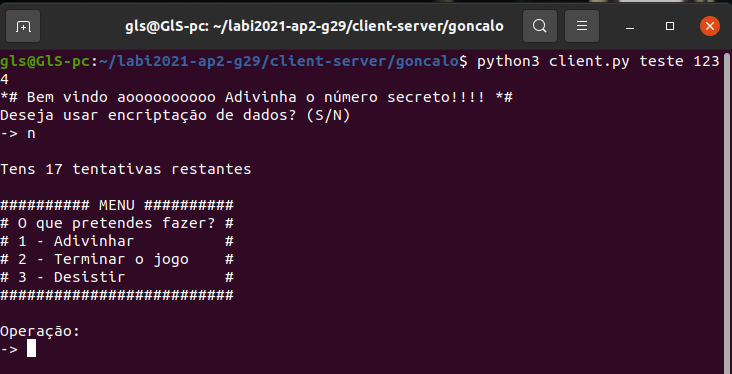 gls@GlS-pc: ~/labi2021-ap2-g29/client-server/goncalo
gls@GlS-pc:~/labi2021-ap2-g29/client-server/goncalo$ python3 client.py teste 123
4
*# Bem vindo aoooooooooo Adivinha o número secreto!!!! *#
Deseja usar encriptação de dados? (S/N)
-> n
Tens 17 tentativas restantes
########## MENU ##########
# O que pretendes fazer? #
# 1 - Adivinhar          #
# 2 - Terminar o jogo    #
# 3 - Desistir           #
##########################
Operação:
->